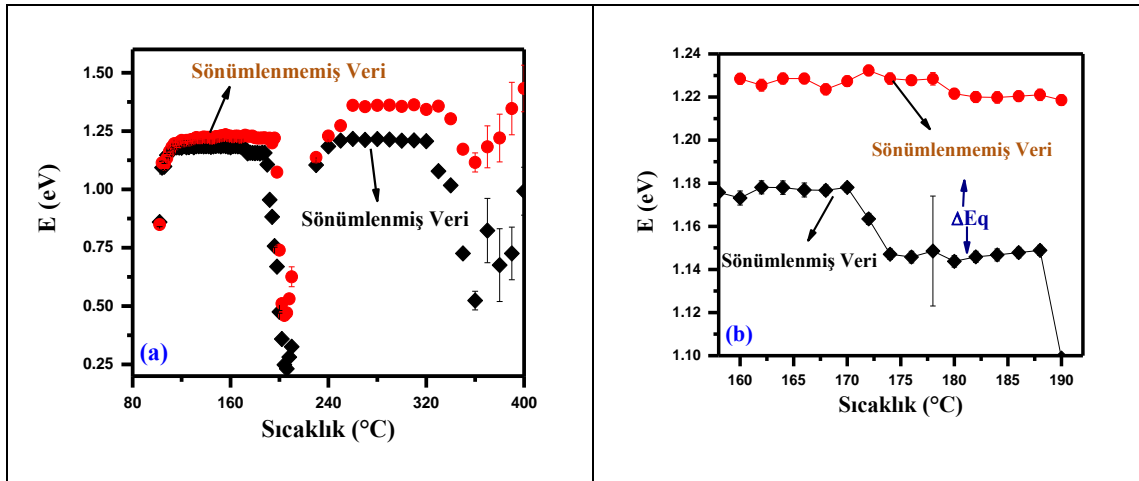 1.50
1.25
1.00
0.75
0.50
0.25
E (eV)
Sönümlenmemiş Veri
Sönümlenmiş Veri
(a)
80 160 240 320 400
Sıcaklık (°C)
1.24
1.22
1.20
1.18
1.16
1.14
1.12
1.10
E (eV)
Sönümlenmemiş Veri
ΔEq
Sönümlenmiş Veri
(b)
160 165 170 175 180 185 190
Sıcaklık (°C)